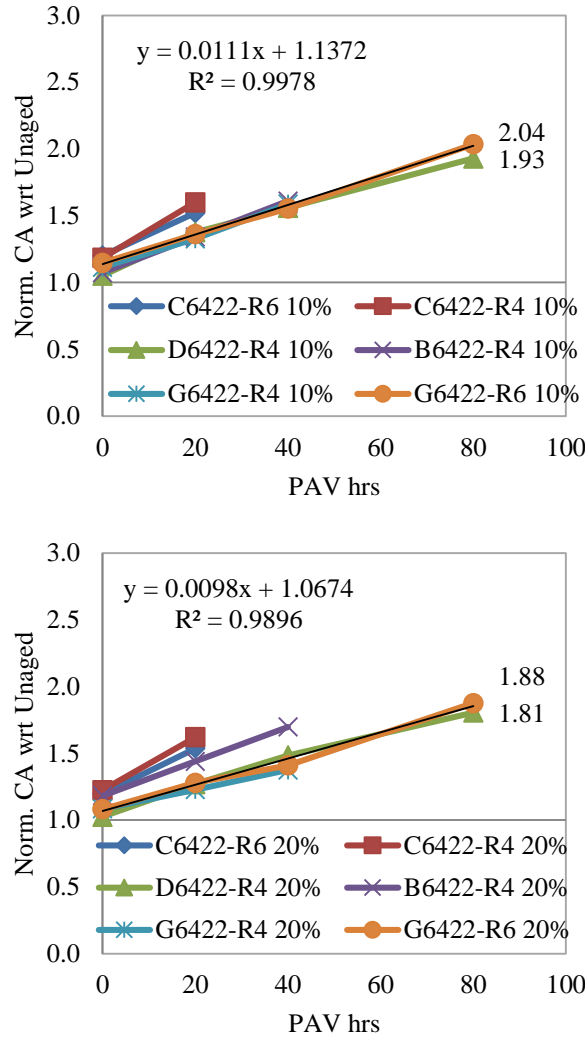 3.0
2.5
2.0
1.5
1.0
0.5
0.0
Norm. CA wrt Unaged
y = 0.0111x + 1.1372
R² = 0.9978
2.04
1.93
C6422-R6 10% C6422-R4 10%
D6422-R4 10% B6422-R4 10%
G6422-R4 10% G6422-R6 10%
0 20 40 60 80 100
PAV hrs
3.0
2.5
2.0
1.5
1.0
0.5
0.0
Norm. CA wrt Unaged
y = 0.0098x + 1.0674
R² = 0.9896
1.88
1.81
C6422-R6 20% C6422-R4 20%
D6422-R4 20% B6422-R4 20%
G6422-R4 20% G6422-R6 20%
0 20 40 60 80 100
PAV hrs